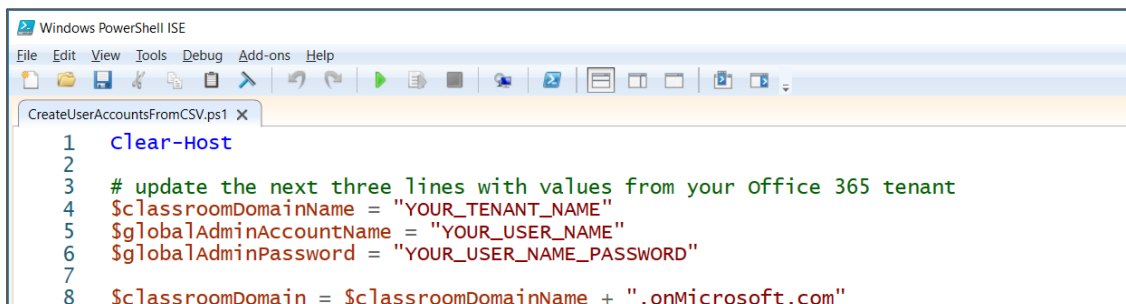 Windows PowerShell ISE
File Edit View Tools Debug Add-ons Help
CreateUserAccountsFromCSV.ps1 X
1 Clear-Host
2
3 # update the next three lines with values from your Office 365 tenant
4 $classroomDomainName = "YOUR_TENANT_NAME"
5 $globalAdminAccountName = "YOUR_USER_NAME"
6 $globalAdminPassword = "YOUR_USER_NAME_PASSWORD"
7
8 $classroomDomain = $classroomDomainName + ".onMicrosoft.com"